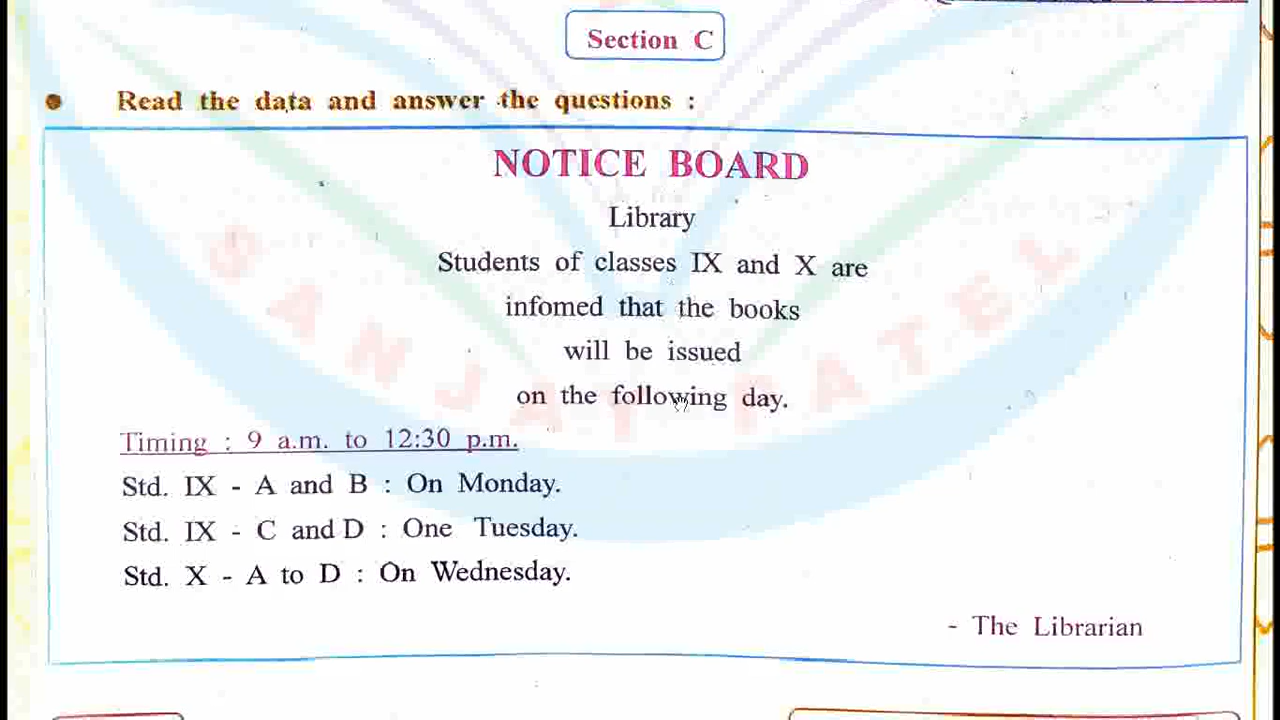 Section C
● Read the data and answer the questions :
NOTICE BOARD
Library
Students of classes IX and X are
infomed that the books
will be issued
on the following day.
Timing : 9 a.m. to 12:30 p.m.
Std. IX - A and B : On Monday.
Std. IX - C and D : One Tuesday.
Std. X - A to D : On Wednesday.
- The Librarian
SANJAY PATEL